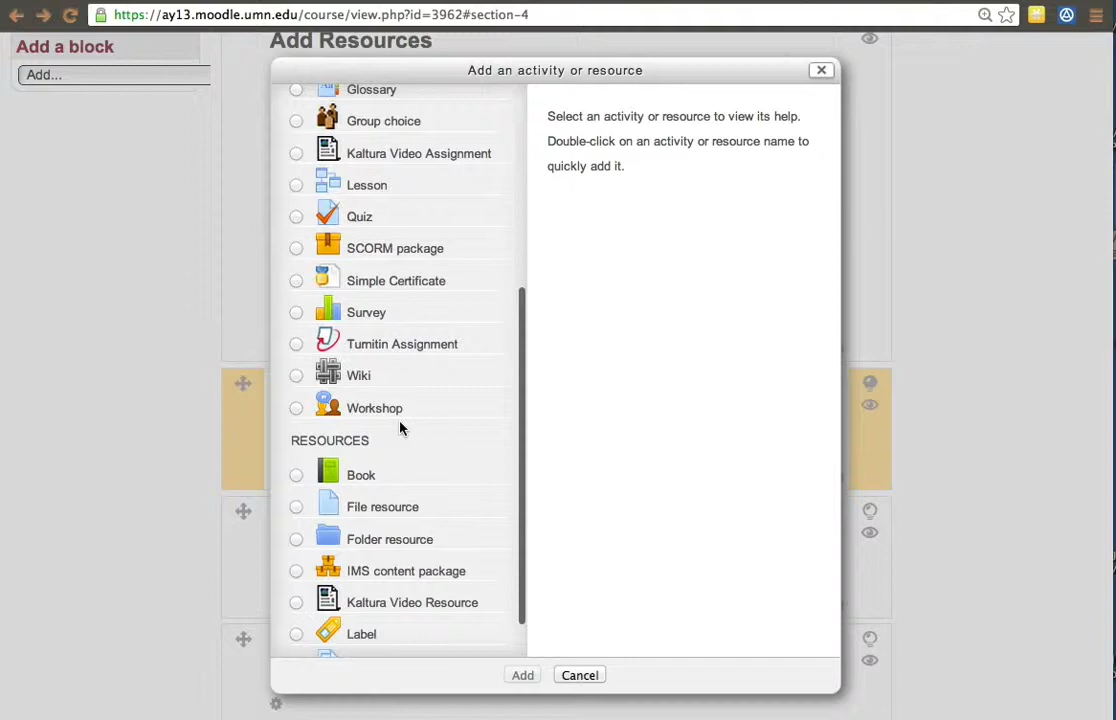 https://ay13.moodle.umn.edu/course/view.php?id=3962#section-4
Add a block
Add...
Add Resources
Add an activity or resource
Glossary
Group choice
Kaltura Video Assignment
Lesson
Quiz
SCORM package
Simple Certificate
Survey
Turnitin Assignment
Wiki
Workshop
RESOURCES
Book
File resource
Folder resource
IMS content package
Kaltura Video Resource
Label
Select an activity or resource to view its help.
Double-click on an activity or resource name to
quickly add it.
Add
Cancel